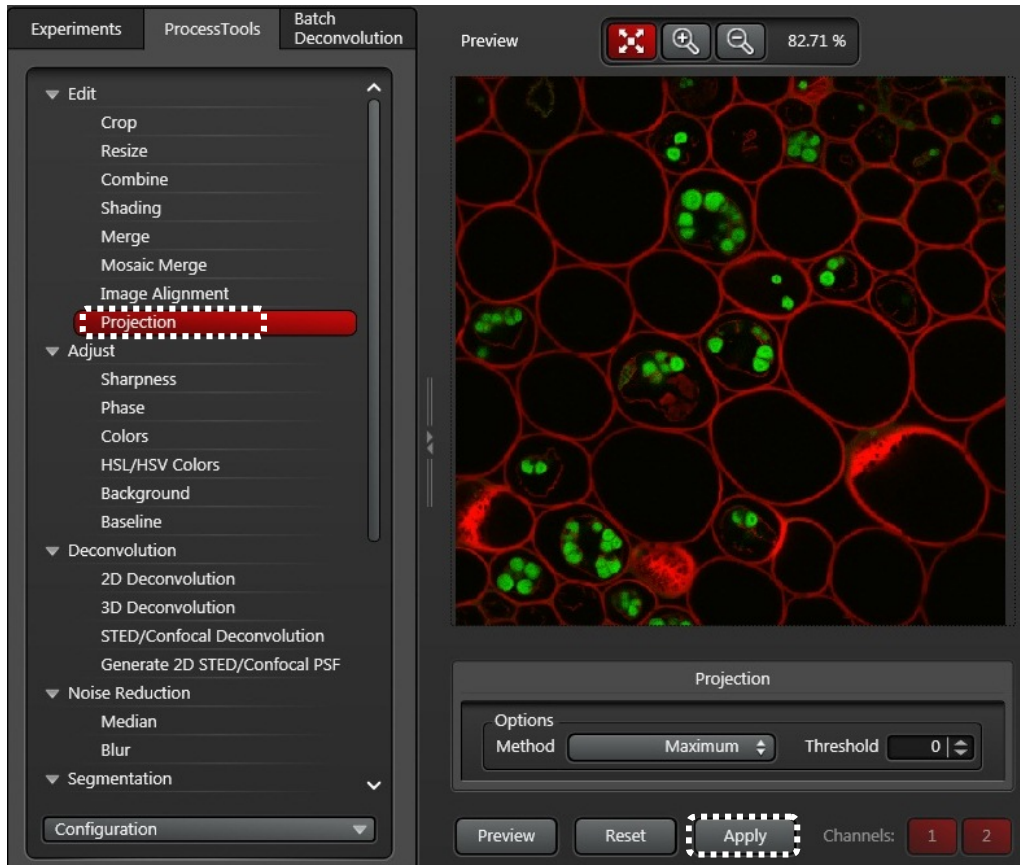 Experiments
ProcessTools
Batch
Deconvolution
Edit
Crop
Resize
Combine
Shading
Merge
Mosaic Merge
Image Alignment
Projection
Adjust
Sharpness
Phase
Colors
HSL/HSV Colors
Background
Baseline
Deconvolution
2D Deconvolution
3D Deconvolution
STED/Confocal Deconvolution
Generate 2D STED/Confocal PSF
Noise Reduction
Median
Blur
Segmentation
Configuration
Preview
82.71 %
Projection
Options
Method Maximum Threshold 0
Preview Reset Apply Channels: 1 2